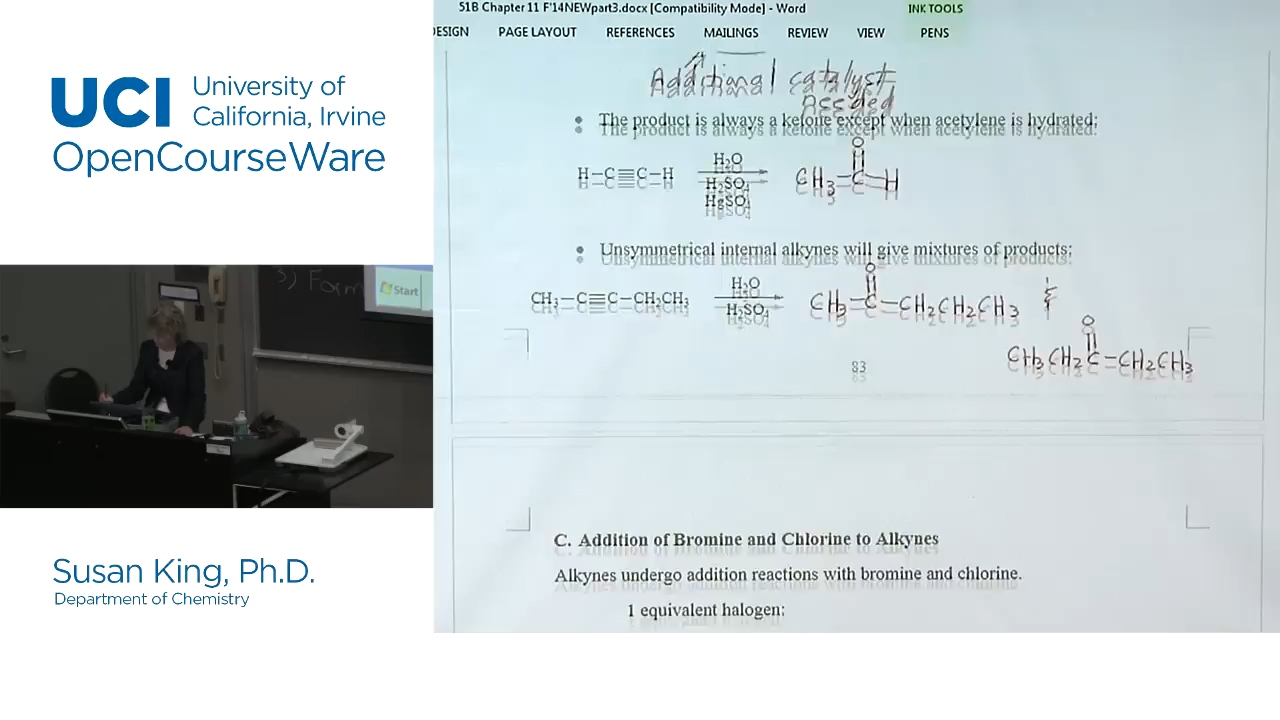 51B Chapter 11 F'14NEWpart3.docx [Compatibility Mode] - Word
INK TOOLS
DESIGN PAGE LAYOUT REFERENCES MAILINGS REVIEW VIEW PENS
UCI University of California, Irvine
OpenCourseWare
Additional catalyst
needed
• The product is always a ketone except when acetylene is hydrated:
H–C≡C–H
H₂O
H₂SO₄
HgSO₄
O
CH₃–C–H
• Unsymmetrical internal alkynes will give mixtures of products:
CH₃–C≡C–CH₂CH₃
H₂O
H₂SO₄
O
CH₃–C–CH₂CH₂CH₃ &
O
CH₃CH₂C–CH₂CH₃
83
3) Form
Start
C. Addition of Bromine and Chlorine to Alkynes
Alkynes undergo addition reactions with bromine and chlorine.
1 equivalent halogen:
Susan King, Ph.D.
Department of Chemistry